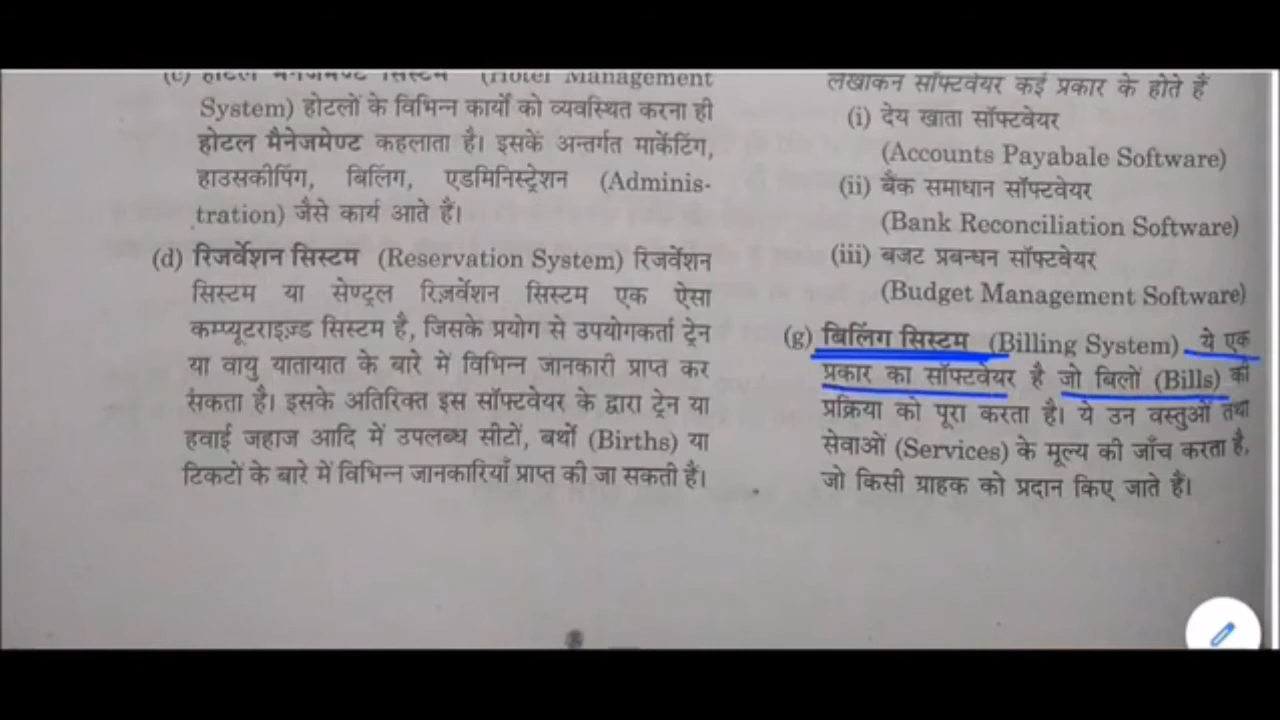 (c) होटल मैनेजमेण्ट सिस्टम (Hotel Management
System) होटलों के विभिन्न कार्यों को व्यवस्थित करना ही
होटल मैनेजमेण्ट कहलाता है। इसके अन्तर्गत मार्केटिंग,
हाउसकीपिंग, बिलिंग, एडमिनिस्ट्रेशन (Adminis-
tration) जैसे कार्य आते हैं।
(d) रिजर्वेशन सिस्टम (Reservation System) रिजर्वेशन
सिस्टम या सेण्ट्रल रिज़र्वेशन सिस्टम एक ऐसा
कम्प्यूटराइज़्ड सिस्टम है, जिसके प्रयोग से उपयोगकर्ता ट्रेन
या वायु यातायात के बारे में विभिन्न जानकारी प्राप्त कर
सकता है। इसके अतिरिक्त इस सॉफ्टवेयर के द्वारा ट्रेन या
हवाई जहाज आदि में उपलब्ध सीटों, बर्थों (Births) या
टिकटों के बारे में विभिन्न जानकारियाँ प्राप्त की जा सकती हैं।
लेखांकन सॉफ्टवेयर कई प्रकार के होते हैं
(i) देय खाता सॉफ्टवेयर
(Accounts Payabale Software)
(ii) बैंक समाधान सॉफ्टवेयर
(Bank Reconciliation Software)
(iii) बजट प्रबन्धन सॉफ्टवेयर
(Budget Management Software)
(g) बिलिंग सिस्टम (Billing System) ये एक
प्रकार का सॉफ्टवेयर है जो बिलों (Bills) की
प्रक्रिया को पूरा करता है। ये उन वस्तुओं तथा
सेवाओं (Services) के मूल्य की जाँच करता है,
जो किसी ग्राहक को प्रदान किए जाते हैं।